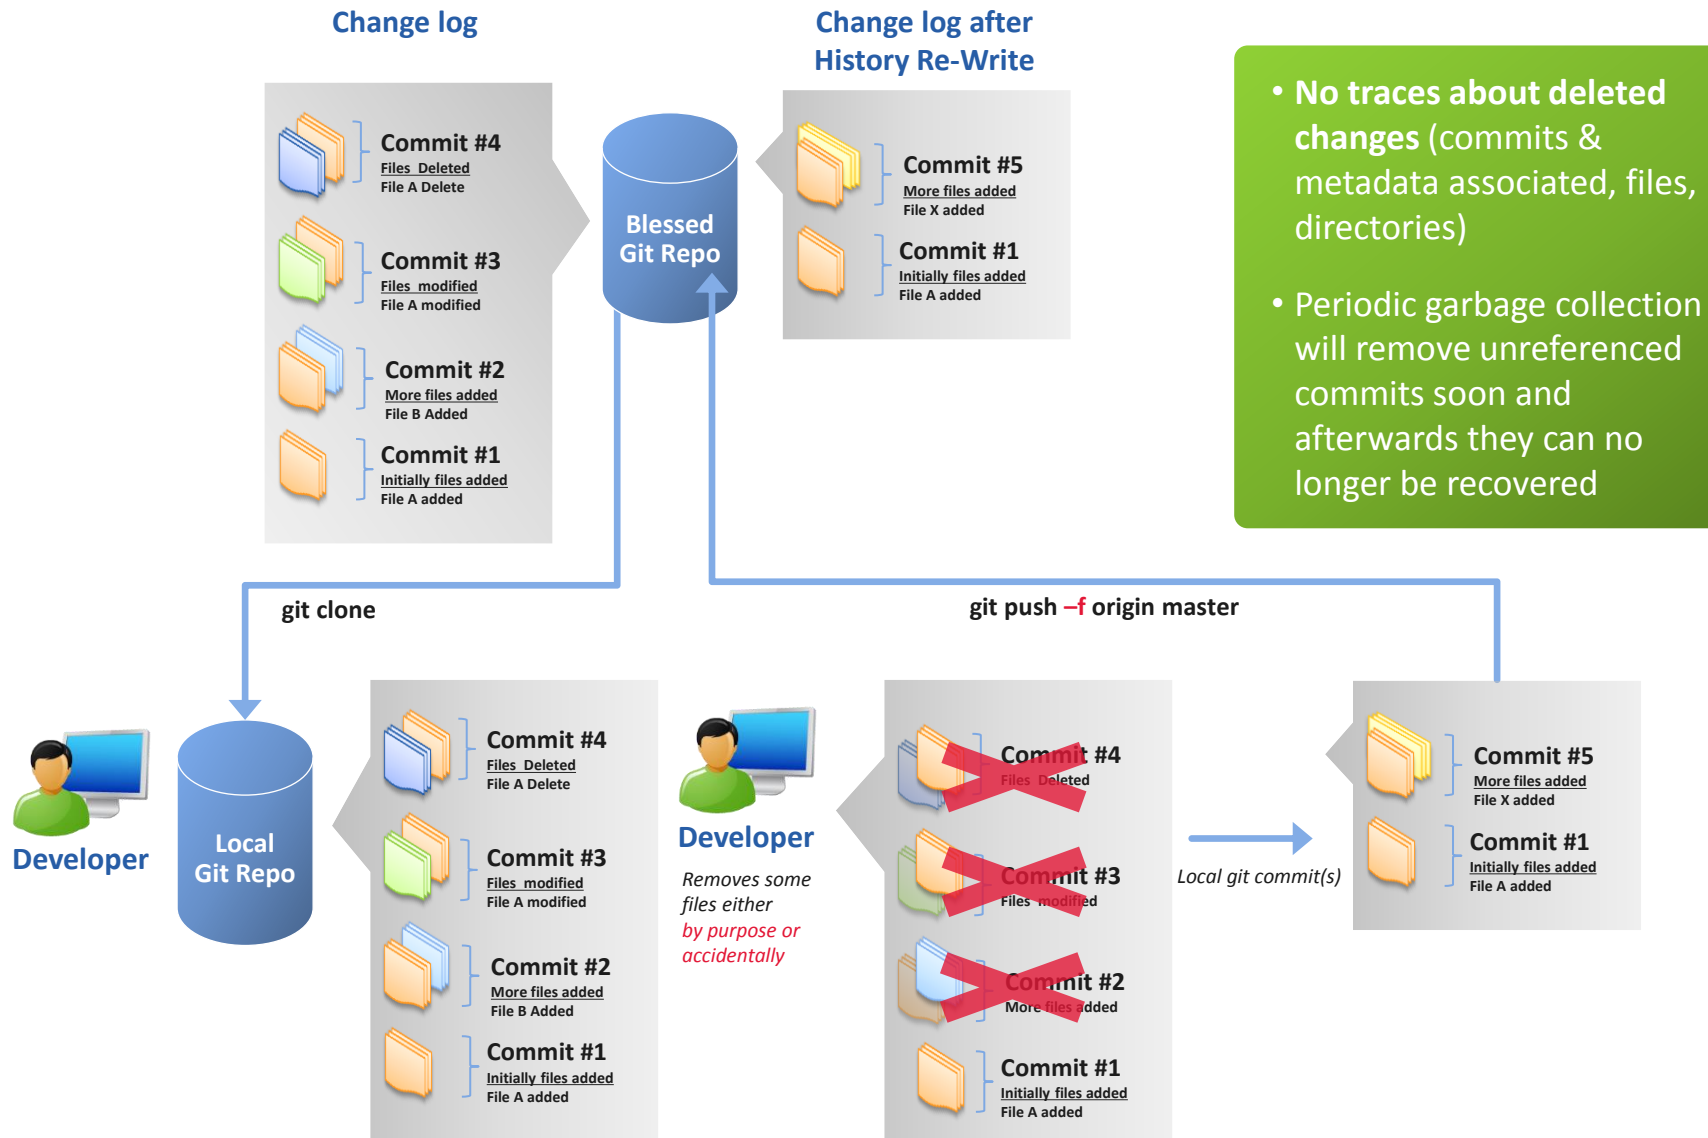 Change log
Change log after
History Re-Write
Commit #4
Files  Deleted
File A Delete
Commit #3
Files  modified
File A modified
Commit #2
More files added
File B Added
Commit #1
Initially files added
File A added
Blessed
Git Repo
Commit #5
More files added
File X added
Commit #1
Initially files added
File A added
• No traces about deleted
changes (commits &
metadata associated, files,
directories)
• Periodic garbage collection
will remove unreferenced
commits soon and
afterwards they can no
longer be recovered
git clone
git push –f origin master
Developer
Local
Git Repo
Commit #4
Files  Deleted
File A Delete
Commit #3
Files  modified
File A modified
Commit #2
More files added
File B Added
Commit #1
Initially files added
File A added
Developer
Removes some
files either
by purpose or
accidentally
Commit #4
Files  Deleted
Commit #3
Files  modified
Commit #2
More files added
Commit #1
Initially files added
File A added
Local git commit(s)
Commit #5
More files added
File X added
Commit #1
Initially files added
File A added